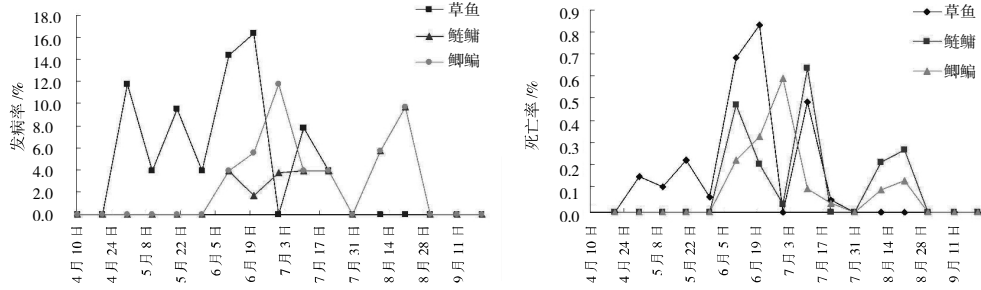 发病率/%
18.0
16.0
14.0
12.0
10.0
8.0
6.0
4.0
2.0
0.0
4月10日
4月24日
5月8日
5月22日
6月5日
6月19日
7月3日
7月17日
7月31日
8月14日
8月28日
9月11日
草鱼
鲢鳙
鲫鳊
死亡率/%
0.9
0.8
0.6
0.5
0.4
0.3
0.2
0.1
0.0
4月10日
4月24日
5月8日
5月22日
6月5日
6月19日
7月3日
7月17日
7月31日
8月14日
8月28日
9月11日
草鱼
鲢鳙
鲫鳊